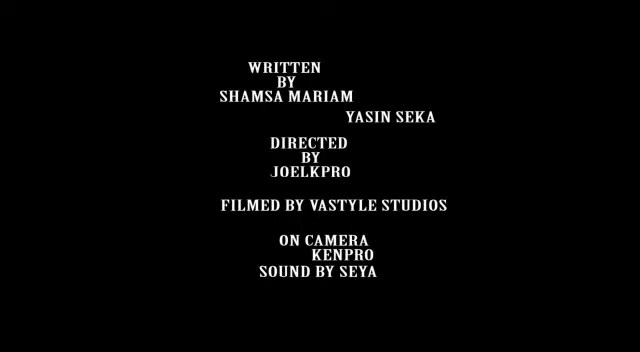 WRITTEN
BY
SHAMSA MARIAM
YASIN SEKA
DIRECTED
BY
JOELKPRO
FILMED BY VASTYLE STUDIOS
ON CAMERA
KENPRO
SOUND BY SEYA